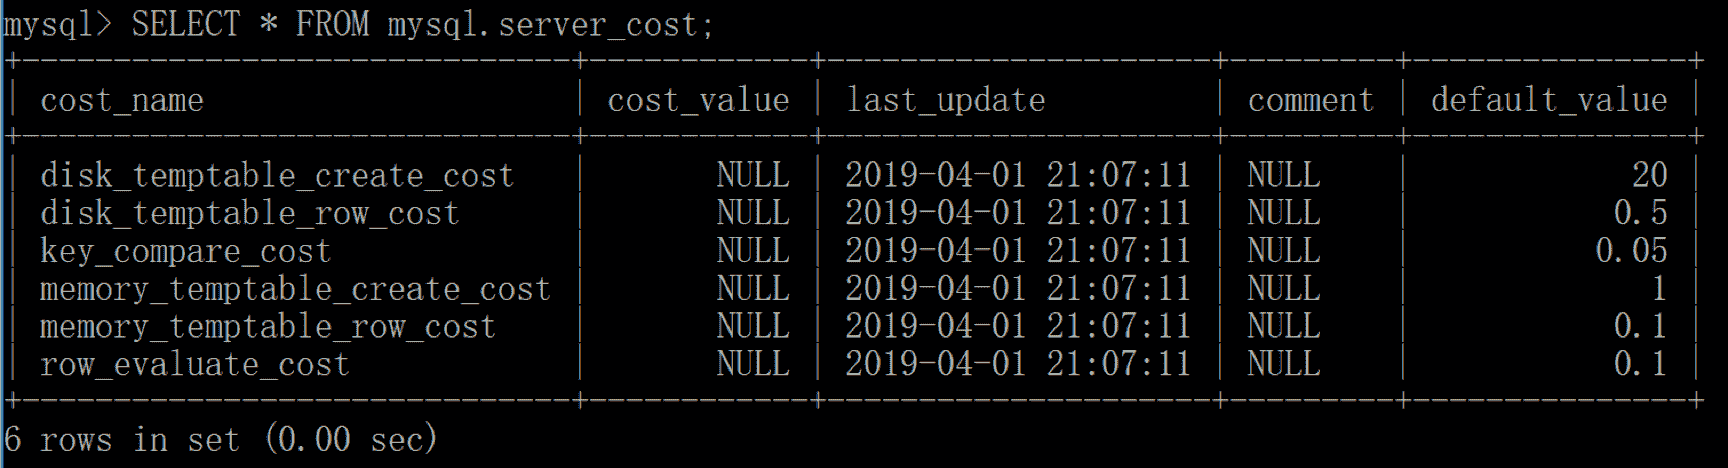 mysql> SELECT * FROM mysql.server_cost;
+------------------------------+------------+---------------------+---------+---------------+
| cost_name | cost_value | last_update | comment | default_value |
+------------------------------+------------+---------------------+---------+---------------+
| disk_temptable_create_cost | NULL | 2019-04-01 21:07:11 | NULL | 20 |
| disk_temptable_row_cost | NULL | 2019-04-01 21:07:11 | NULL | 0.5 |
| key_compare_cost | NULL | 2019-04-01 21:07:11 | NULL | 0.05 |
| memory_temptable_create_cost | NULL | 2019-04-01 21:07:11 | NULL | 1 |
| memory_temptable_row_cost | NULL | 2019-04-01 21:07:11 | NULL | 0.1 |
| row_evaluate_cost | NULL | 2019-04-01 21:07:11 | NULL | 0.1 |
+------------------------------+------------+---------------------+---------+---------------+
6 rows in set (0.00 sec)